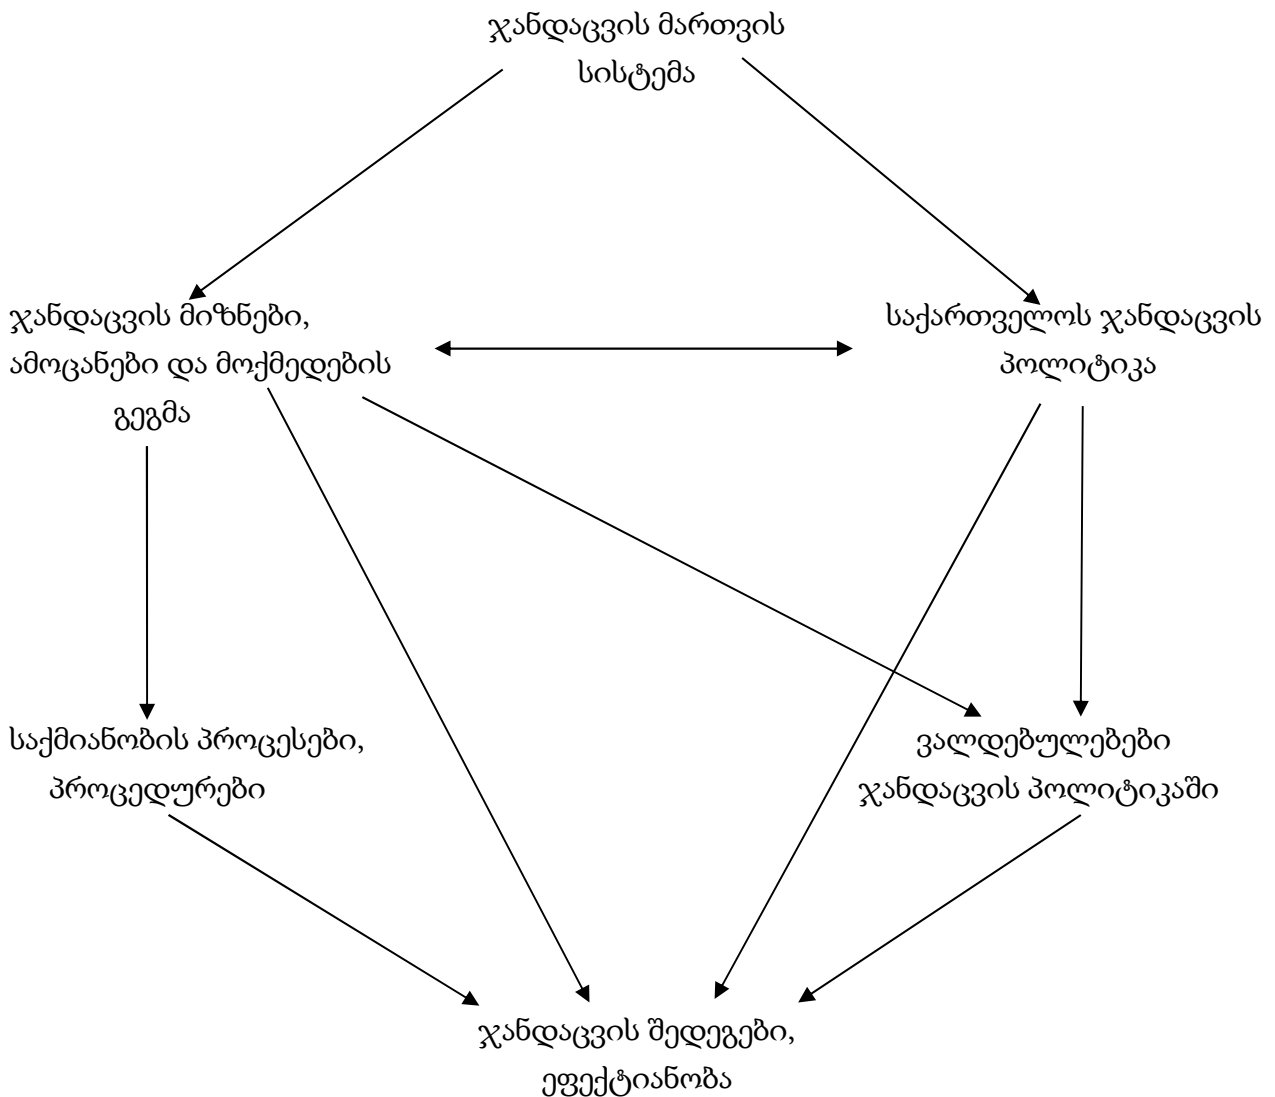 ჯანდაცვის მართვის
სისტემა
ჯანდაცვის მიზნები,
ამოცანები და მოქმედების
გეგმა
საქართველოს ჯანდაცვის
პოლიტიკა
საქმიანობის პროცესები,
პროცედურები
ვალდებულებები
ჯანდაცვის პოლიტიკაში
ჯანდაცვის შედეგები,
ეფექტიანობა